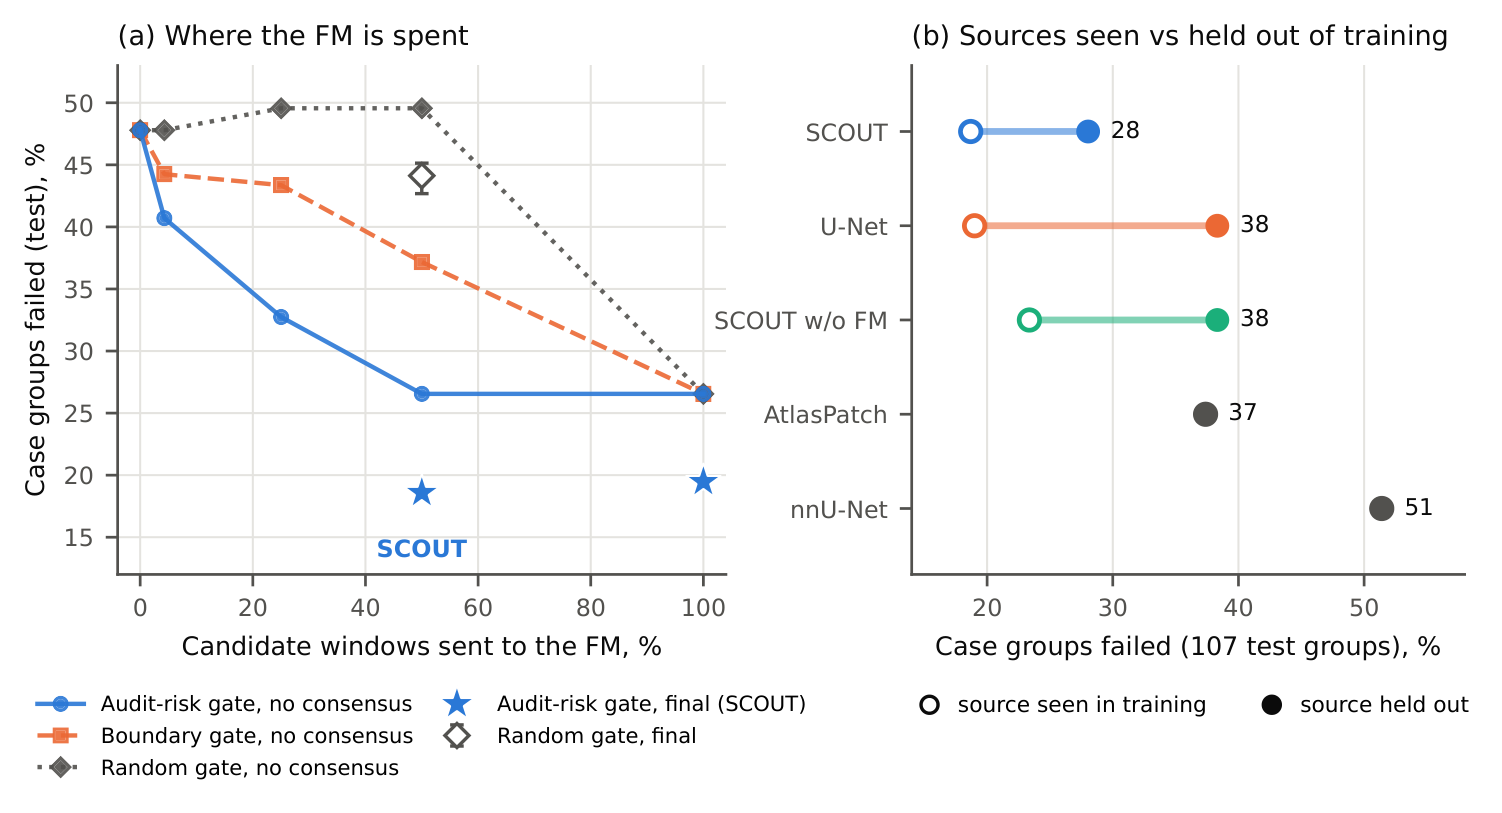 (a) Where the FM is spent
Case groups failed (test), %
50
45
40
35
30
25
20
15
SCOUT
0 20 40 60 80 100
Candidate windows sent to the FM, %
Audit-risk gate, no consensus
Boundary gate, no consensus
Random gate, no consensus
Audit-risk gate, final (SCOUT)
Random gate, final
(b) Sources seen vs held out of training
SCOUT 28
U-Net 38
SCOUT w/o FM 38
AtlasPatch 37
nnU-Net 51
20 30 40 50
Case groups failed (107 test groups), %
source seen in training
source held out